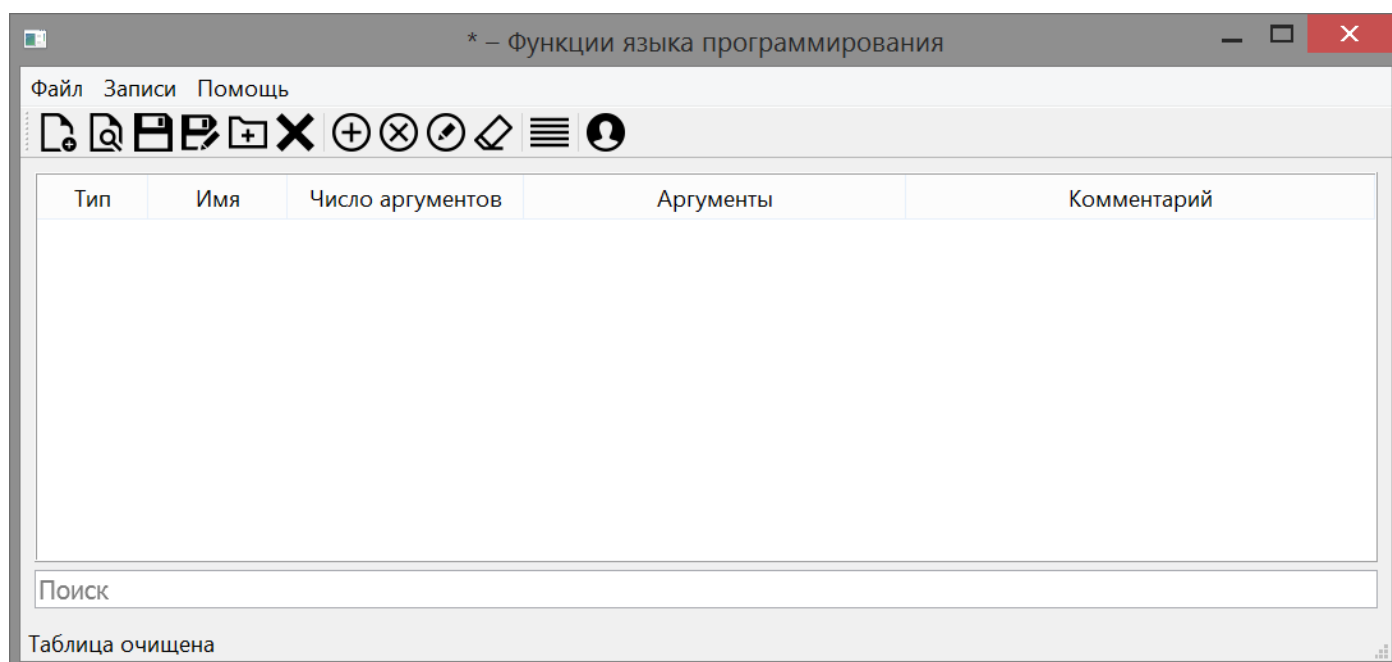 * – Функции языка программирования
Файл Записи Помощь
Тип Имя Число аргументов Аргументы Комментарий
Поиск
Таблица очищена